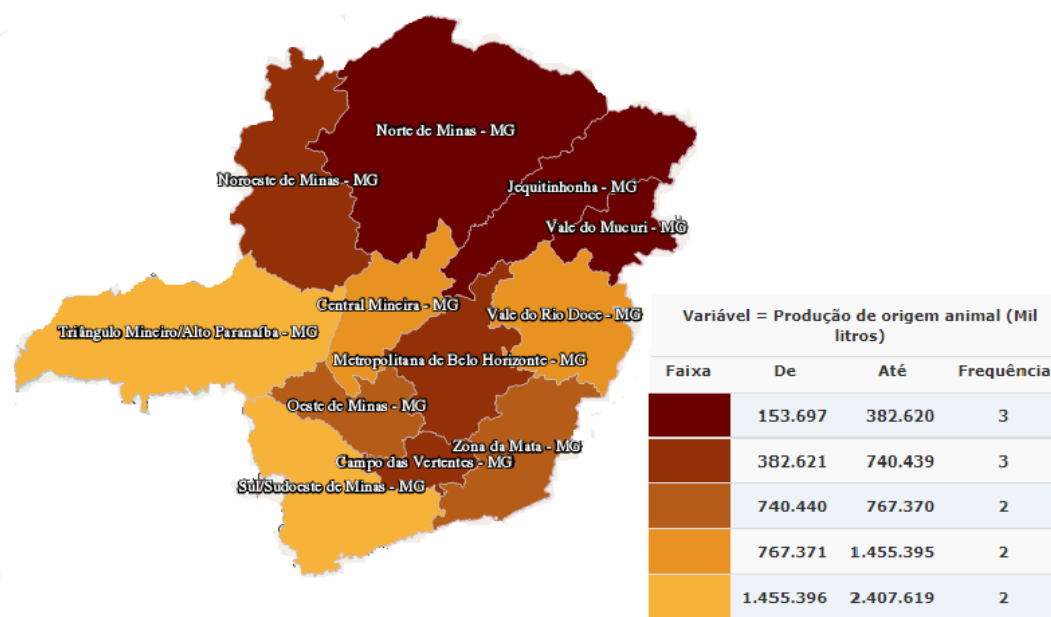 Norte de Minas - MG
Noroeste de Minas - MG
Jequitinhonha - MG
Vale do Mucuri - MG
Central Mineira - MG
Vale do Rio Doce - MG
Triângulo Mineiro/Alto Paranaíba - MG
Metropolitana de Belo Horizonte - MG
Oeste de Minas - MG
Zona da Mata - MG
Campo das Vertentes - MG
Sul/Sudoeste de Minas - MG
Variável = Produção de origem animal (Mil
litros)
Faixa De Até Frequência
153.697 382.620 3
382.621 740.439 3
740.440 767.370 2
767.371 1.455.395 2
1.455.396 2.407.619 2